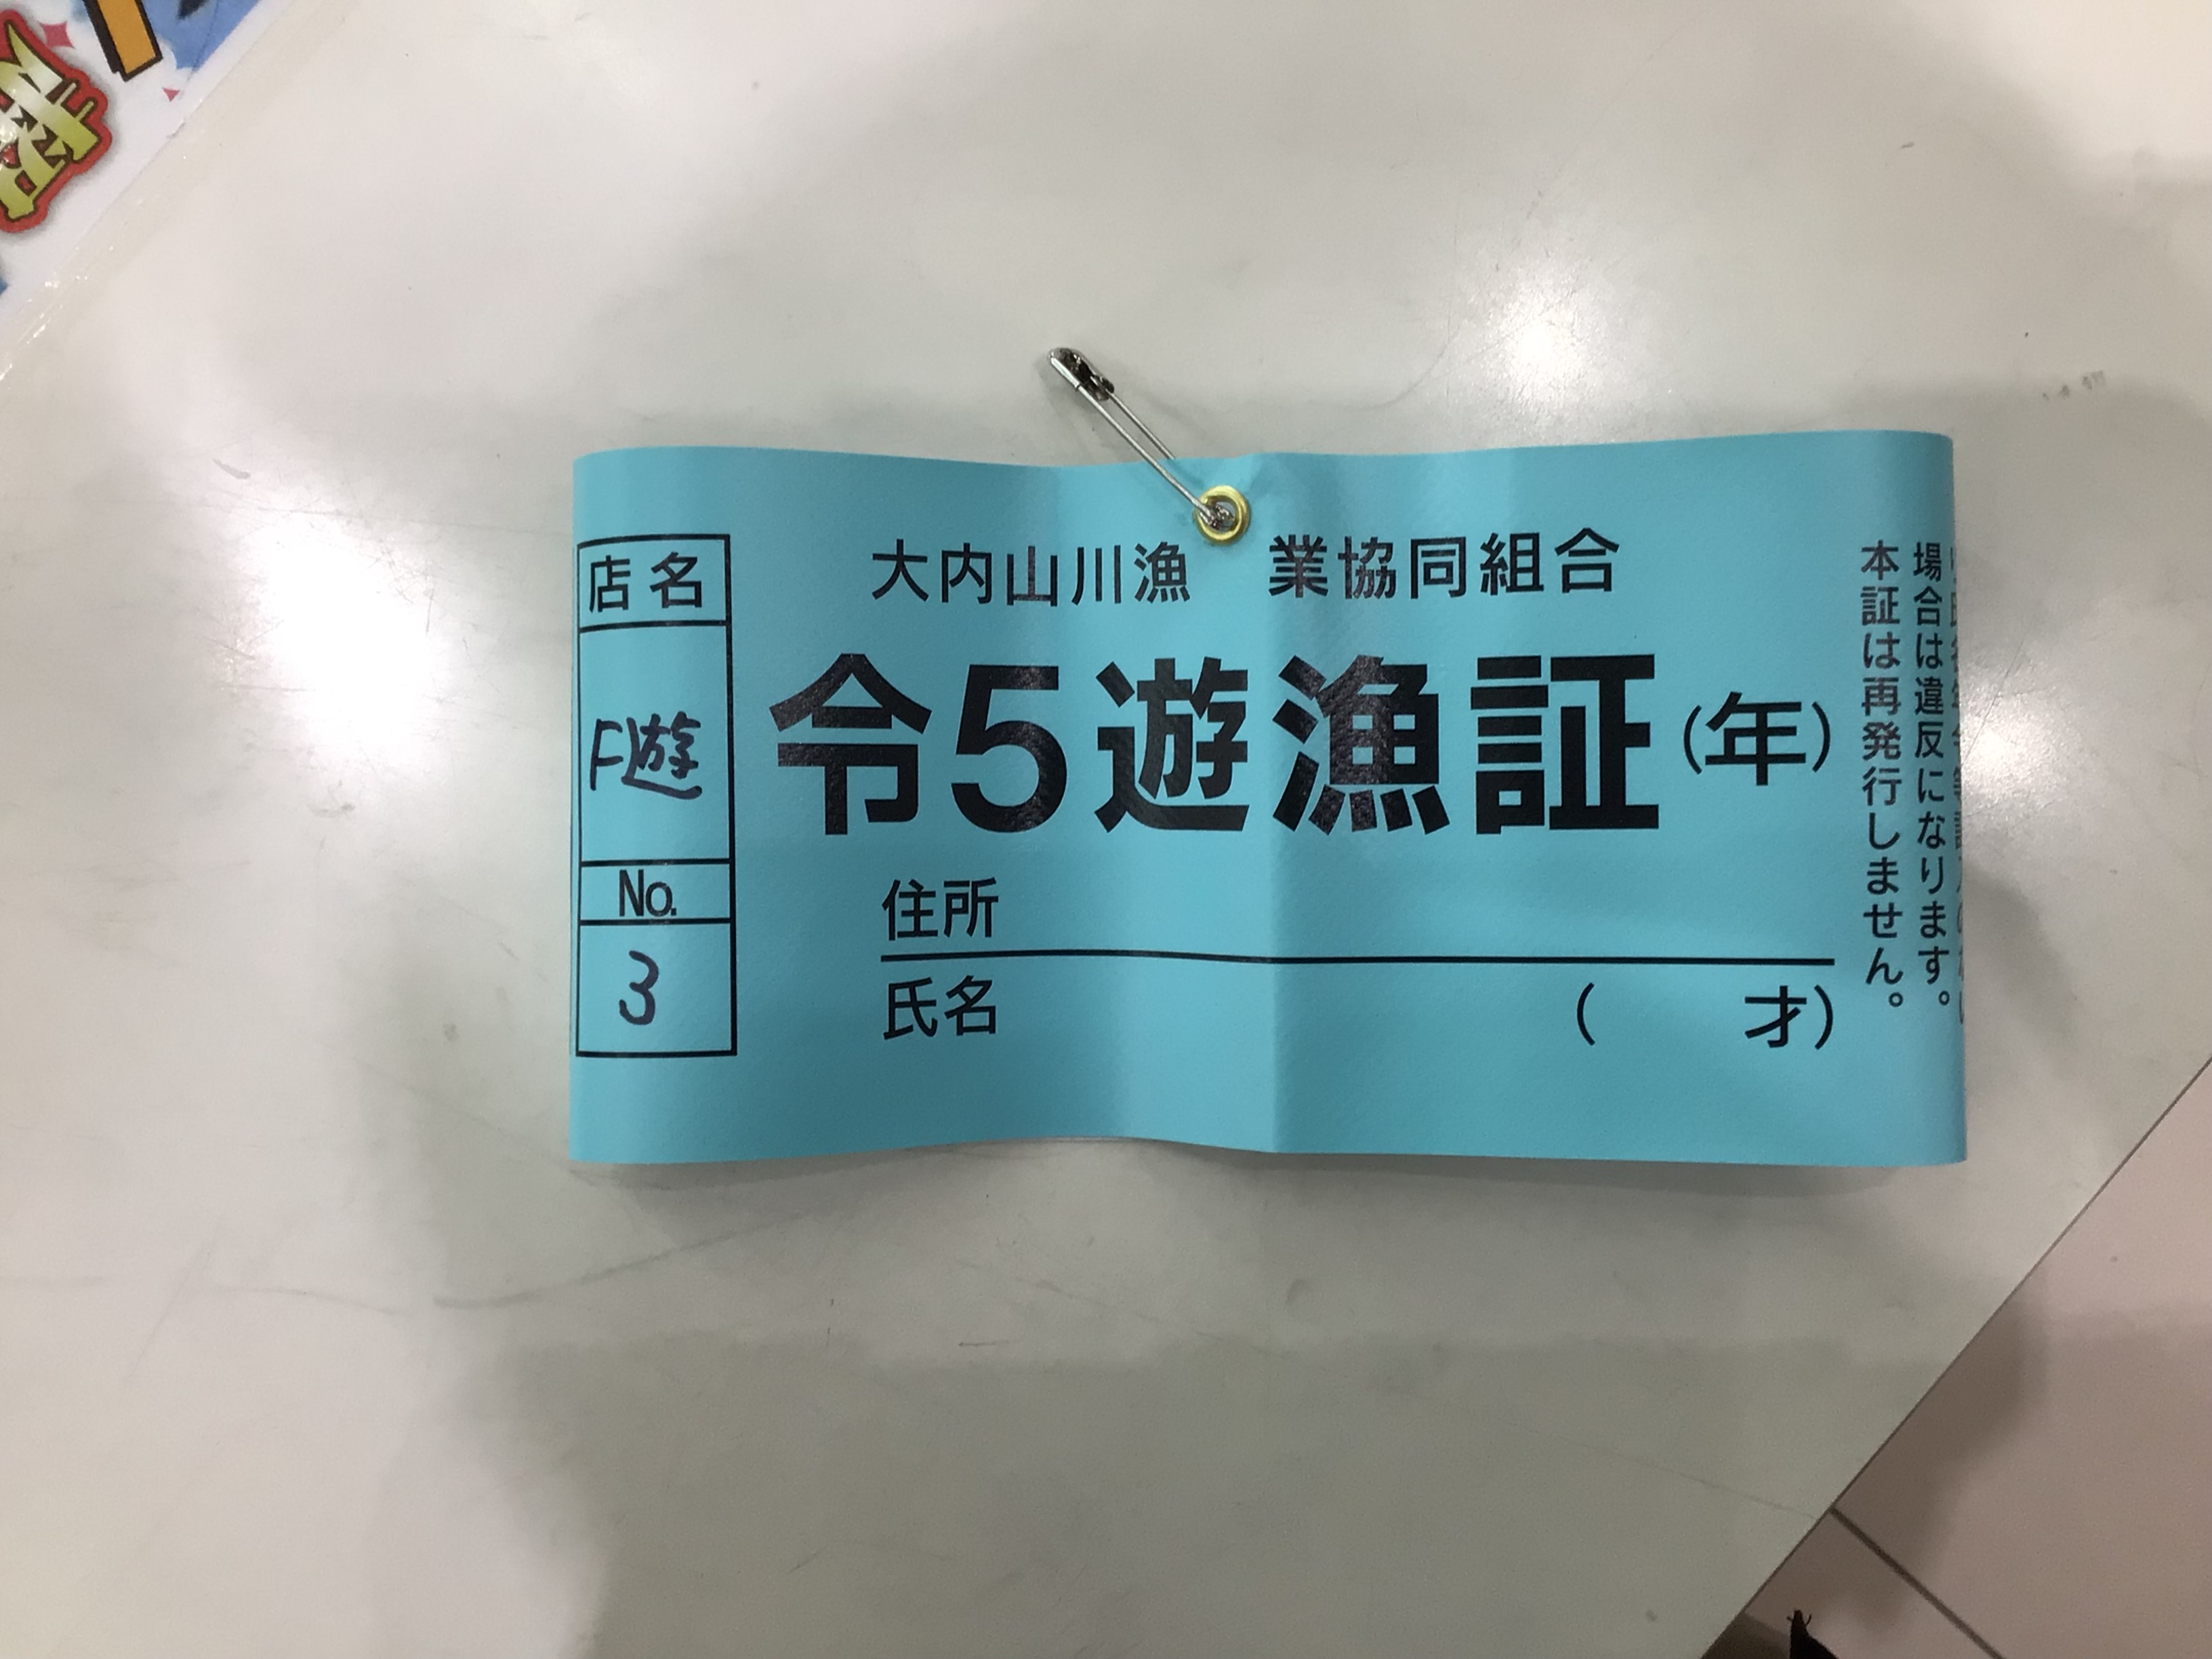 大内山川漁業協同組合
令5遊漁証(年)
住所
氏名 ( 才)
店名
F遊
No.
3
場合は違反になります。
本証は再発行しません。